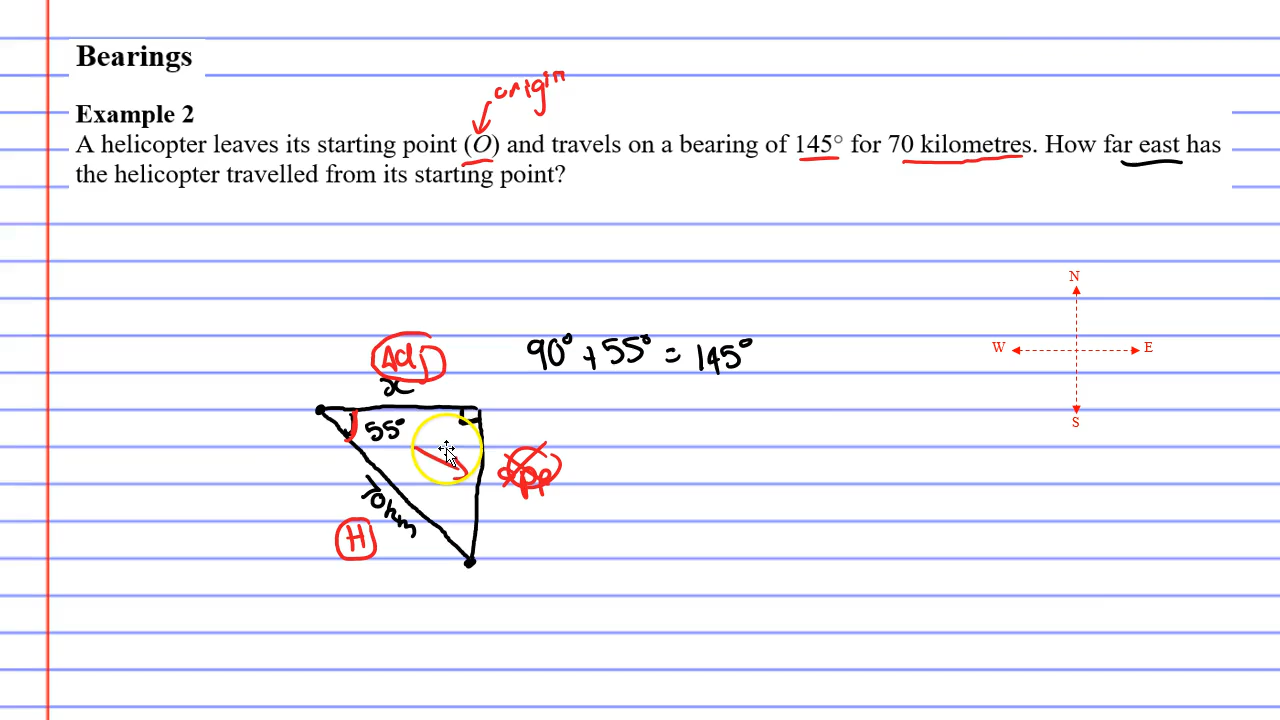 Bearings
origin
Example 2
A helicopter leaves its starting point (O) and travels on a bearing of 145° for 70 kilometres. How far east has
the helicopter travelled from its starting point?
N
W E
S
Adj
90° + 55° = 145°
x
55°
70km
opp
H